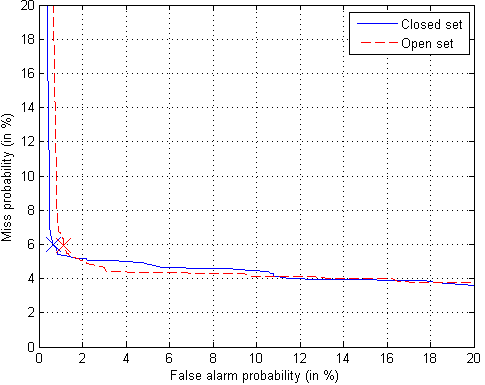 20
18
16
14
12
10
8
6
4
2
0
Miss probability (in %)
Closed set
Open set
0 2 4 6 8 10 12 14 16 18 20
False alarm probability (in %)